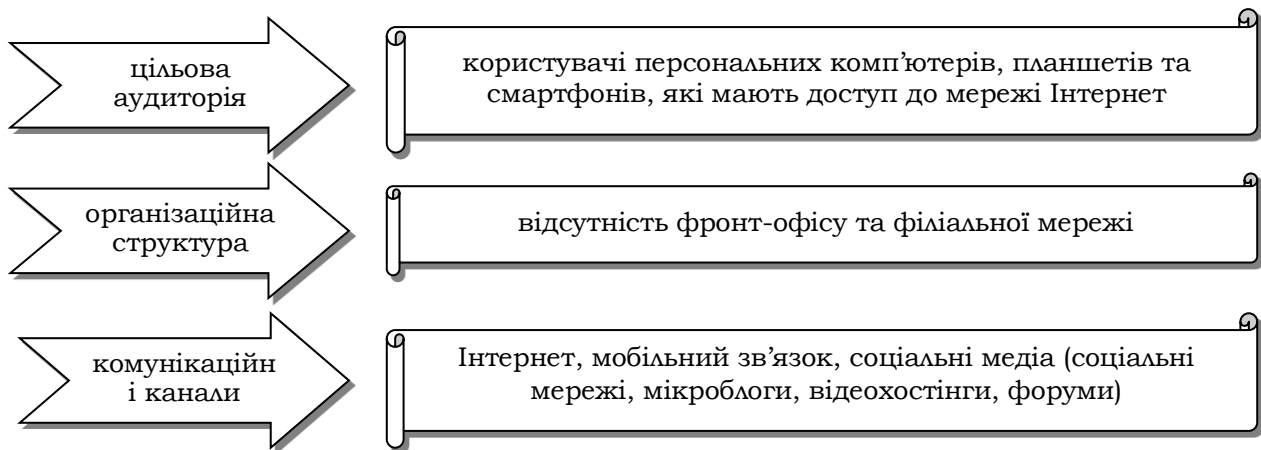 цільова
аудиторія
користувачі персональних комп’ютерів, планшетів та
смартфонів, які мають доступ до мережі Інтернет
організаційна
структура
відсутність фронт-офісу та філіальної мережі
комунікаційн
і канали
Інтернет, мобільний зв’язок, соціальні медіа (соціальні
мережі, мікроблоги, відеохостінги, форуми)